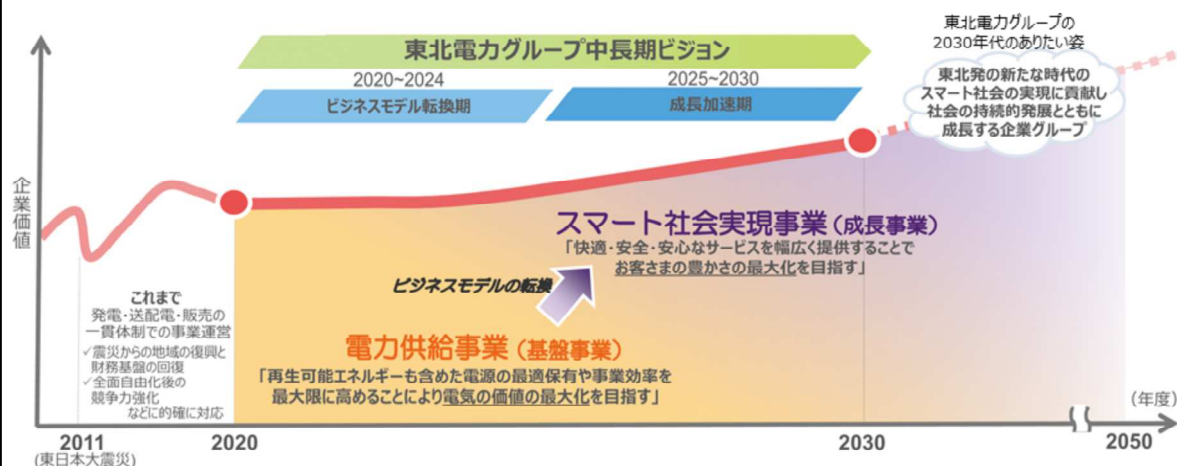 東北電力グループの
2030年代のありたい姿
東北電力グループ中長期ビジョン
2020~2024
2025~2030
ビジネスモデル転換期
成長加速期
東北発の新たな時代の
スマート社会の実現に貢献し
社会の持続的発展とともに
成長する企業グループ
企業価値
スマート社会実現事業(成長事業)
「快適・安全・安心なサービスを幅広く提供することで
お客さまの豊かさの最大化を目指す」
ビジネスモデルの転換
これまで
発電・送配電・販売の
一貫体制での事業運営
✓震災からの地域の復興と
財務基盤の回復
✓全面自由化後の
競争力強化
などに的確に対応
電力供給事業(基盤事業)
「再生可能エネルギーも含めた電源の最適保有や事業効率を
最大限に高めることにより電気の価値の最大化を目指す」
(年度)
2011
2020
2030
2050
(東日本大震災)